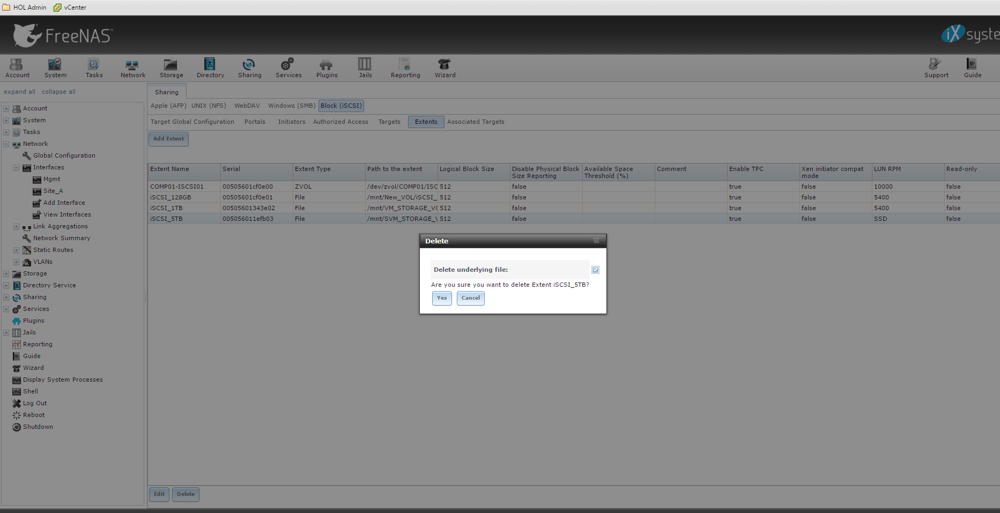 HOL Admin vCenter
FreeNAS™
iX syste
Account System Tasks Network Storage Directory Sharing Services Plugins Jails Reporting Wizard Support Guide
expand all collapse all
Account
System
Tasks
Network
Global Configuration
Interfaces
Mgmt
Site_A
Add Interface
View Interfaces
Link Aggregations
Network Summary
Static Routes
VLANs
Storage
Directory Service
Sharing
Services
Plugins
Jails
Reporting
Guide
Wizard
Display System Processes
Shell
Log Out
Reboot
Shutdown
Sharing
Apple (AFP) UNIX (NFS) WebDAV Windows (SMB) Block (iSCSI)
Target Global Configuration Portals Initiators Authorized Access Targets Extents Associated Targets
Add Extent
Extent Name Serial Extent Type Path to the extent Logical Block Size Disable Physical Block Available Space Comment Enable TPC Xen initiator compat LUN RPM Read-only
Size Reporting Threshold (%) mode
COMP01-ISCSI01 00505601cf0e00 ZVOL /dev/zvol/COMP01/ISC 512 false true false 10000 false
iSCSI_128GB 00505601cf0e01 File /mnt/New_VOL/iSCSI_ 512 false true false 5400 false
iSCSI_1TB 00505601343e02 File /mnt/VM_STORAGE_VO 512 false true false 5400 false
iSCSI_5TB 005056011efb03 File /mnt/SVM_STORAGE_V 512 false true false SSD false
Delete
Delete underlying file:
Are you sure you want to delete Extent iSCSI_5TB?
Yes Cancel
Edit Delete